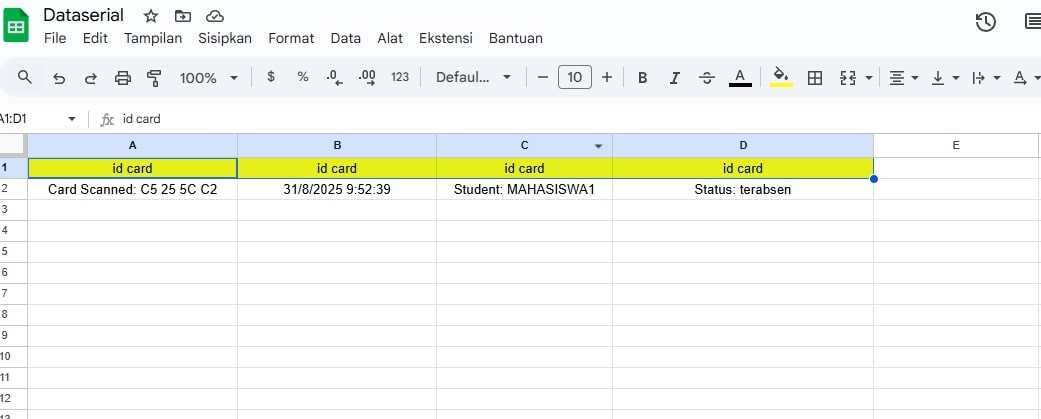 Dataserial
File Edit Tampilan Sisipkan Format Data Alat Ekstensi Bantuan
100% $ % .0 .00 123 Defaul... − 10 + B I S A A
A1:D1 fx id card
A B C D E
1 id card id card id card id card
2 Card Scanned: C5 25 5C C2 31/8/2025 9:52:39 Student: MAHASISWA1 Status: terabsen
3
4
5
6
7
8
9
10
11
12
13